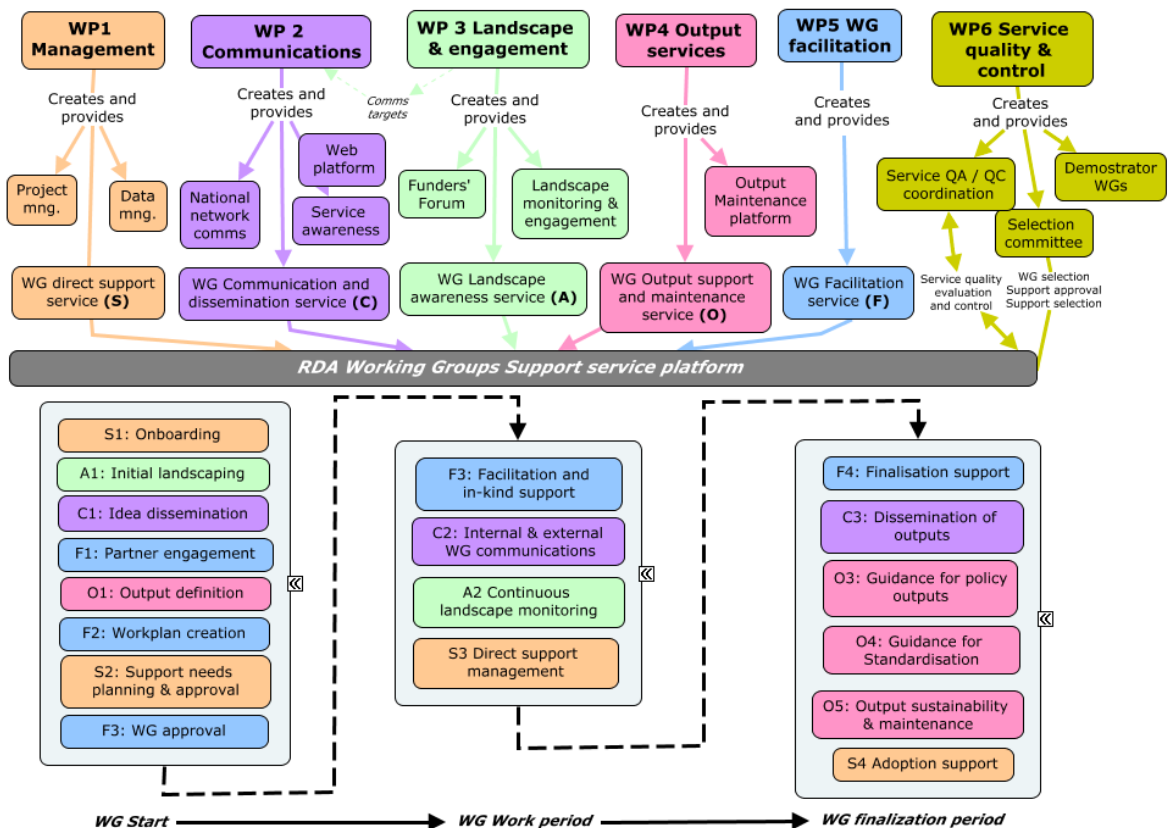 WP1
Management
WP 2
Communications
WP 3 Landscape
& engagement
WP4 Output
services
WP5 WG
facilitation
WP6 Service
quality &
control
Creates and
provides
Creates and
provides
Comms
targets
Creates and
provides
Creates and
provides
Creates
and provides
Creates
and provides
Project
mng.
Data
mng.
National
network
comms
Web
platform
Service
awareness
Funders'
Forum
Landscape
monitoring &
engagement
Output
Maintenance
platform
Service QA / QC
coordination
Demostrator
WGs
Selection
committee
WG direct support
service (S)
WG Communication and
dissemination service (C)
WG Landscape
awareness service (A)
WG Output support
and maintenance
service (O)
WG Facilitation
service (F)
Service quality
evaluation
and control
WG selection
Support approval
Support selection
RDA Working Groups Support service platform
S1: Onboarding
A1: Initial landscaping
C1: Idea dissemination
F1: Partner engagement
O1: Output definition
F2: Workplan creation
S2: Support needs
planning & approval
F3: WG approval
F3: Facilitation and
in-kind support
C2: Internal & external
WG communications
A2 Continuous
landscape monitoring
S3 Direct support
management
F4: Finalisation support
C3: Dissemination of
outputs
O3: Guidance for policy
outputs
O4: Guidance for
Standardisation
O5: Output sustainability
& maintenance
S4 Adoption support
WG Start
WG Work period
WG finalization period